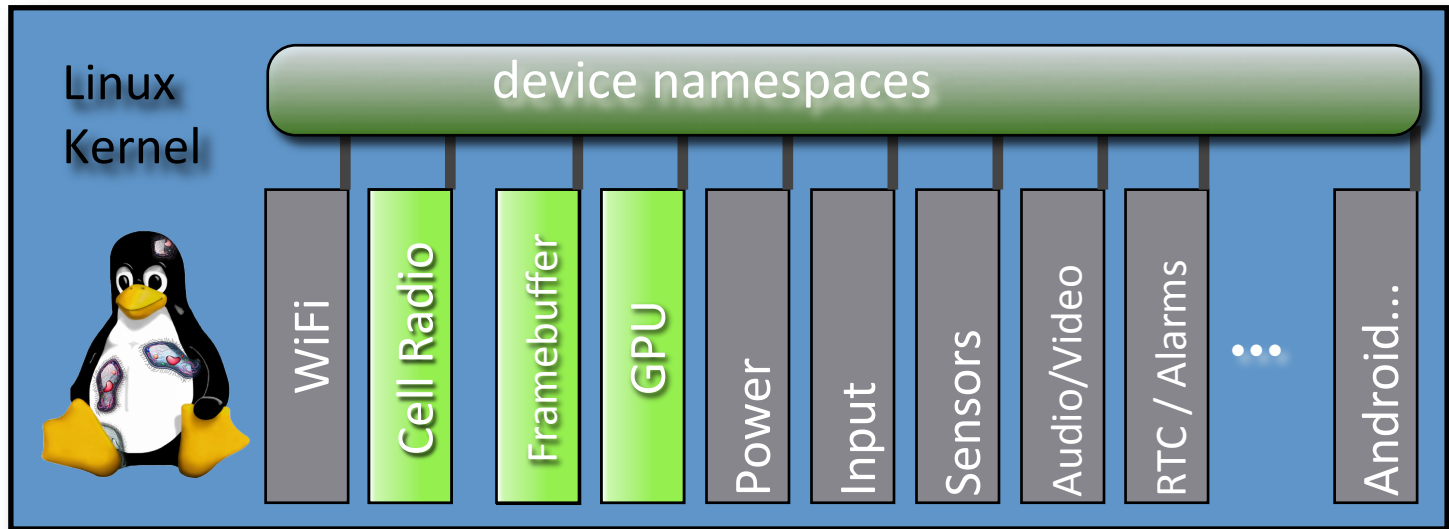 Linux
Kernel
device namespaces
WiFi
Cell Radio
Framebuffer
GPU
Power
Input
Sensors
Audio/Video
RTC / Alarms
...
Android...